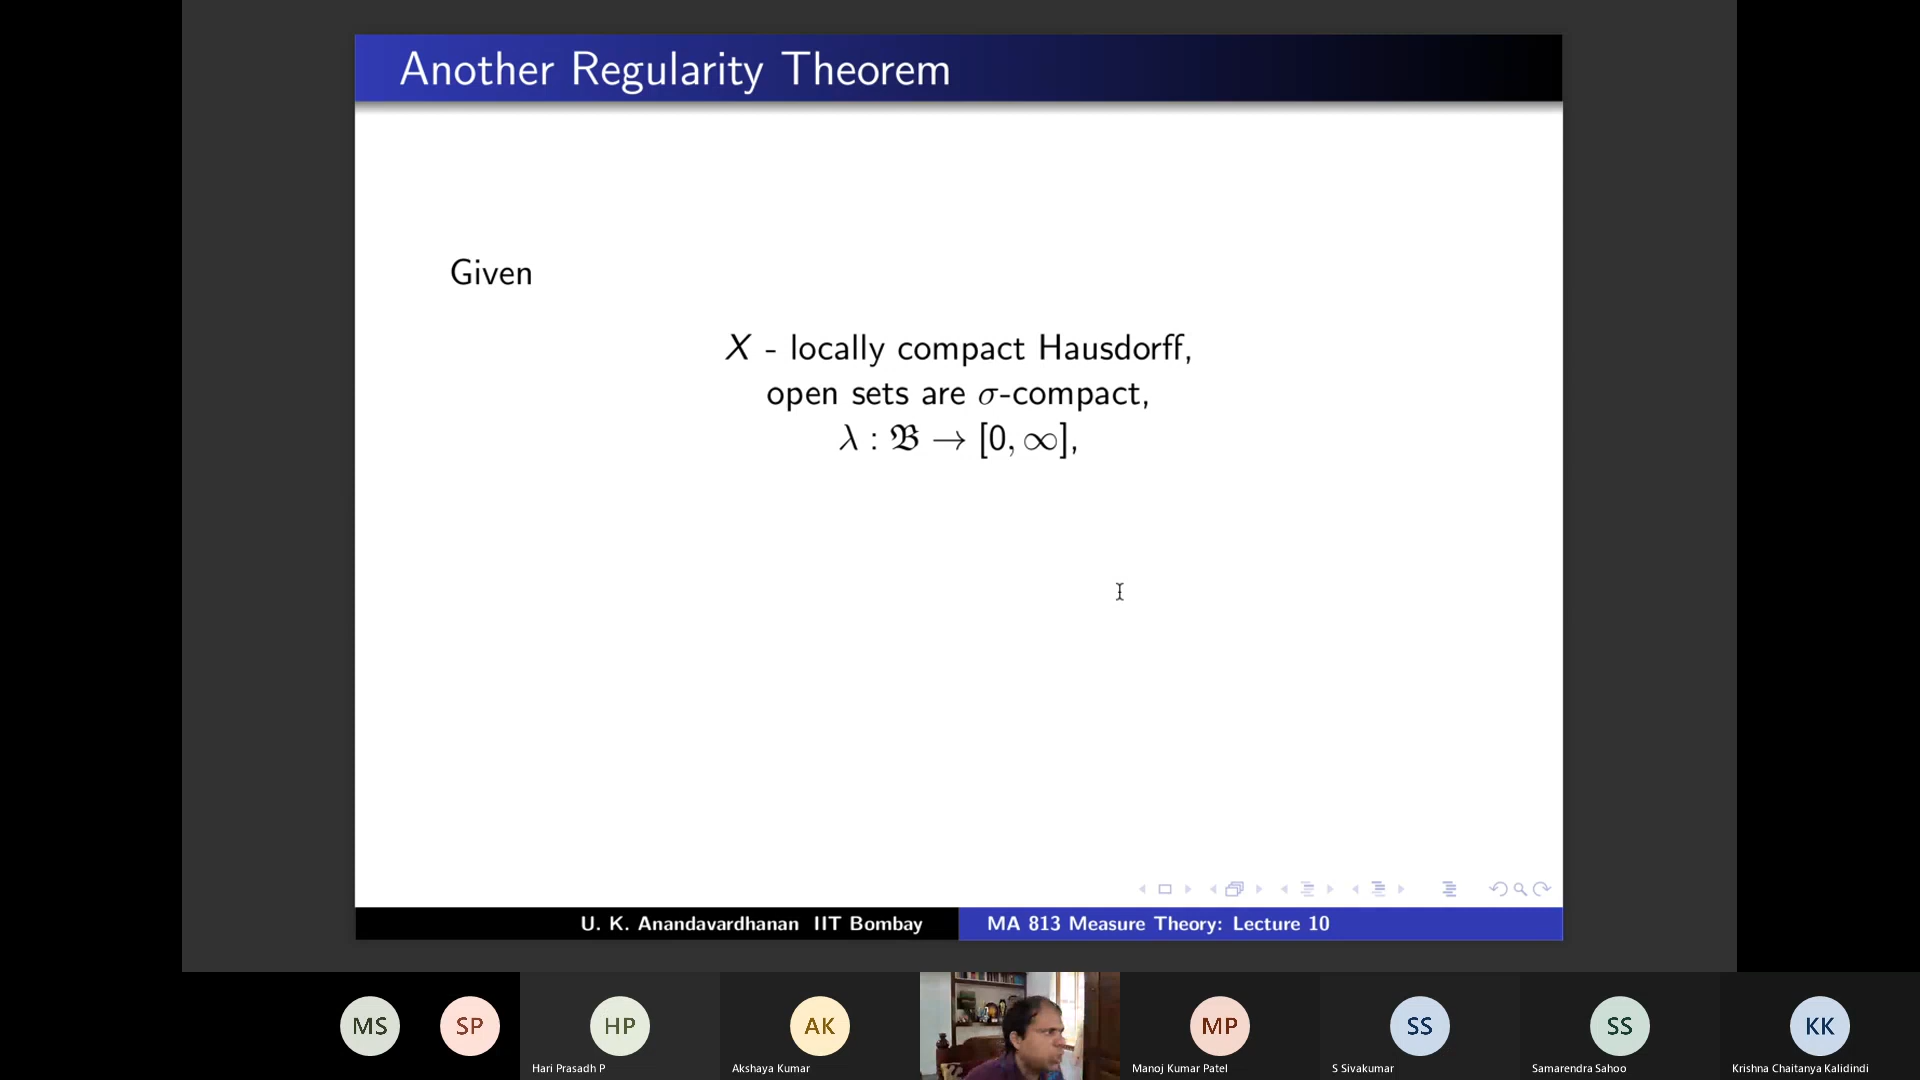 Another Regularity Theorem
Given
X - locally compact Hausdorff,
open sets are σ-compact,
λ : 𝔅 → [0, ∞],
U. K. Anandavardhanan IIT Bombay
MA 813 Measure Theory: Lecture 10
MS
SP
HP
AK
MP
SS
SS
KK
Hari Prasadh P
Akshaya Kumar
Manoj Kumar Patel
S Sivakumar
Samarendra Sahoo
Krishna Chaitanya Kalidindi